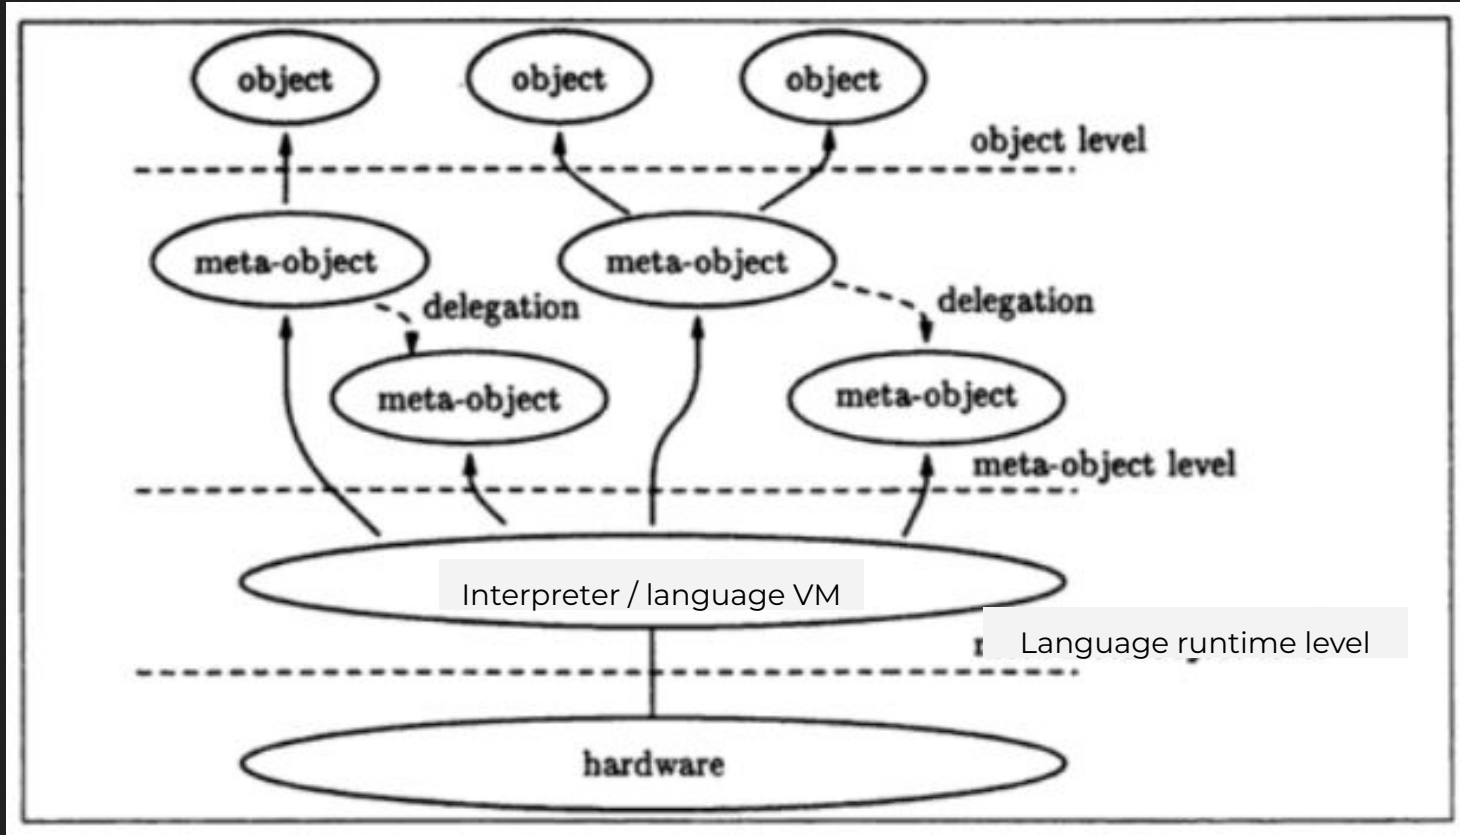 object
object
object
object level
meta-object
meta-object
delegation
delegation
meta-object
meta-object
meta-object level
Interpreter / language VM
Language runtime level
hardware